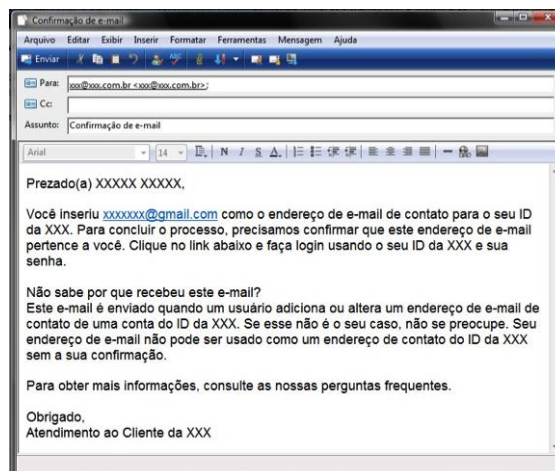 Confirmação de e-mail
Arquivo Editar Exibir Inserir Formatar Ferramentas Mensagem Ajuda
Enviar
Para: xxx@xxx.com.br <xxx@xxx.com.br>;
Cc:
Assunto: Confirmação de e-mail
Arial 14 N I S A
Prezado(a) XXXXX XXXXX,
Você inseriu xxxxxxx@gmail.com como o endereço de e-mail de contato para o seu ID
da XXX. Para concluir o processo, precisamos confirmar que este endereço de e-mail
pertence a você. Clique no link abaixo e faça login usando o seu ID da XXX e sua
senha.
Não sabe por que recebeu este e-mail?
Este e-mail é enviado quando um usuário adiciona ou altera um endereço de e-mail de
contato de uma conta do ID da XXX. Se esse não é o seu caso, não se preocupe. Seu
endereço de e-mail não pode ser usado como um endereço de contato do ID da XXX
sem a sua confirmação.
Para obter mais informações, consulte as nossas perguntas frequentes.
Obrigado,
Atendimento ao Cliente da XXX